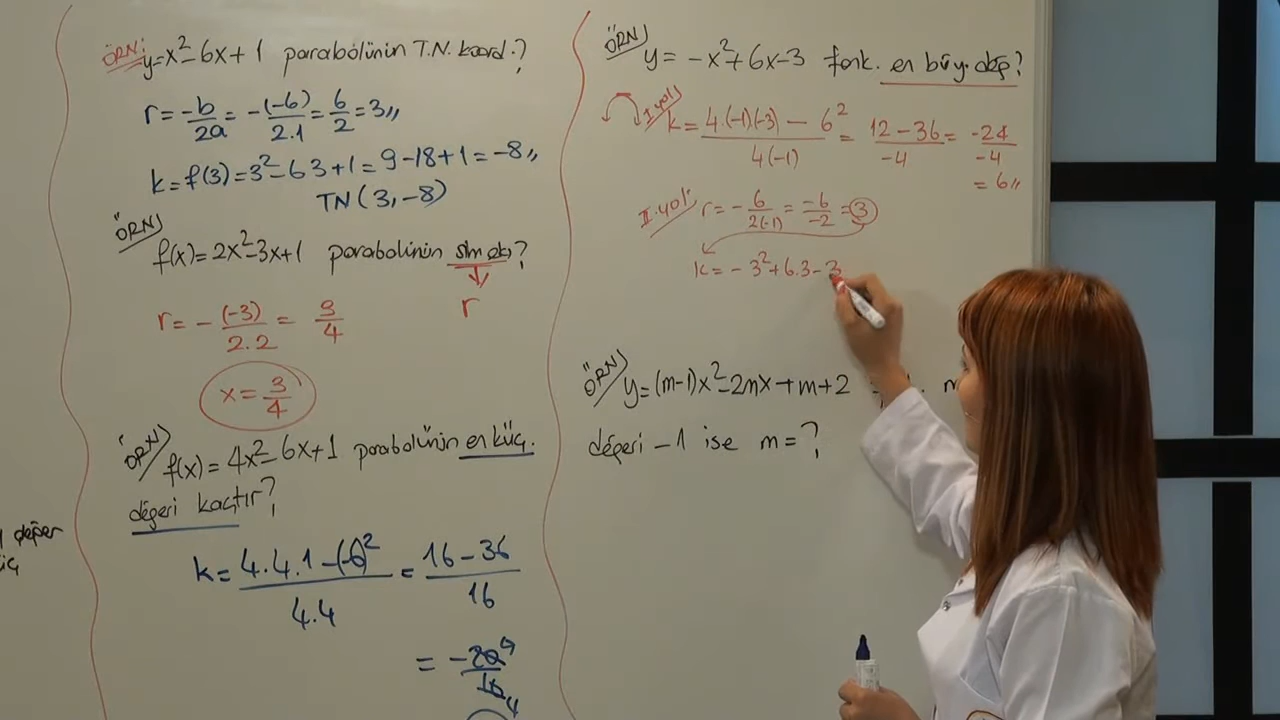 ÖRN: y=x²-6x+1 parabolünün T.N. koord.?
r = -b/2a = -(-6)/2.1 = 6/2 = 3,,
k=f(3)=3²-6.3+1=9-18+1=-8,,
TN(3,-8)
ÖRN/ f(x)=2x²-3x+1 parabolünün sim ek.?
r
r = -(-3)/2.2 = 3/4
x = 3/4
ÖRN/ f(x)=4x²-6x+1 parabolünün en küç.
değeri kaçtır?
k = 4.4.1-(-6)²/4.4 = 16-36/16
= -20/16
değer
ÖRN/ y = -x²+6x-3 fonk. en büy. değ?
I.yol/ k = 4.(-1)(-3) - 6²/4(-1) = 12-36/-4 = -24/-4
= 6,,
II.yol: r = -6/2(-1) = -6/-2 = 3
k = -3²+6.3-3
ÖRN/ y=(m-1)x²-2mx+m+2
değeri -1 ise m=?